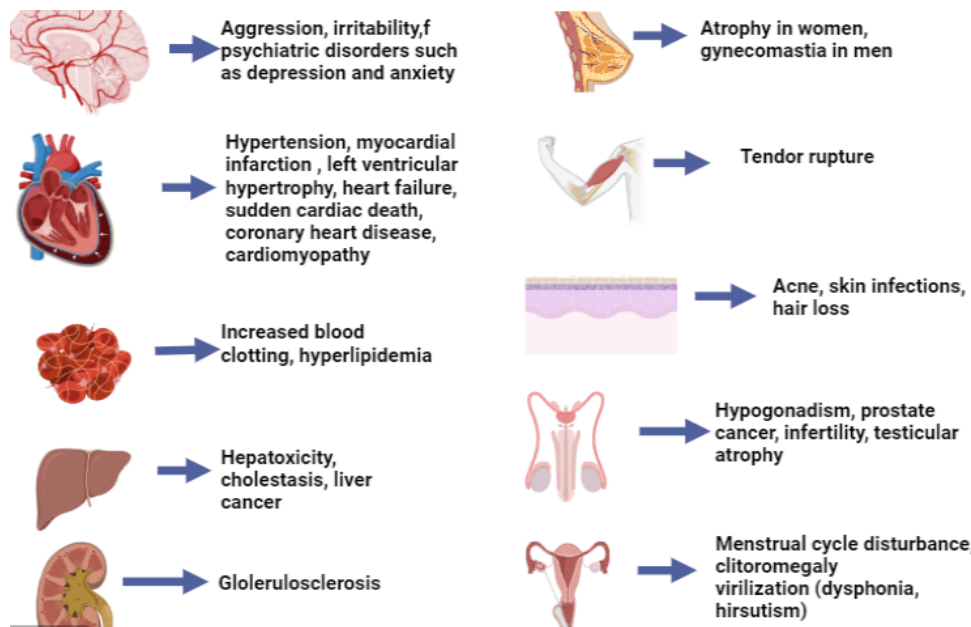 Aggression, irritability,f
psychiatric disorders such
as depression and anxiety
Hypertension, myocardial
infarction , left ventricular
hypertrophy, heart failure,
sudden cardiac death,
coronary heart disease,
cardiomyopathy
Increased blood
clotting, hyperlipidemia
Hepatoxicity,
cholestasis, liver
cancer
Glolerulosclerosis
Atrophy in women,
gynecomastia in men
Tendor rupture
Acne, skin infections,
hair loss
Hypogonadism, prostate
cancer, infertility, testicular
atrophy
Menstrual cycle disturbance,
clitoromegaly
virilization (dysphonia,
hirsutism)